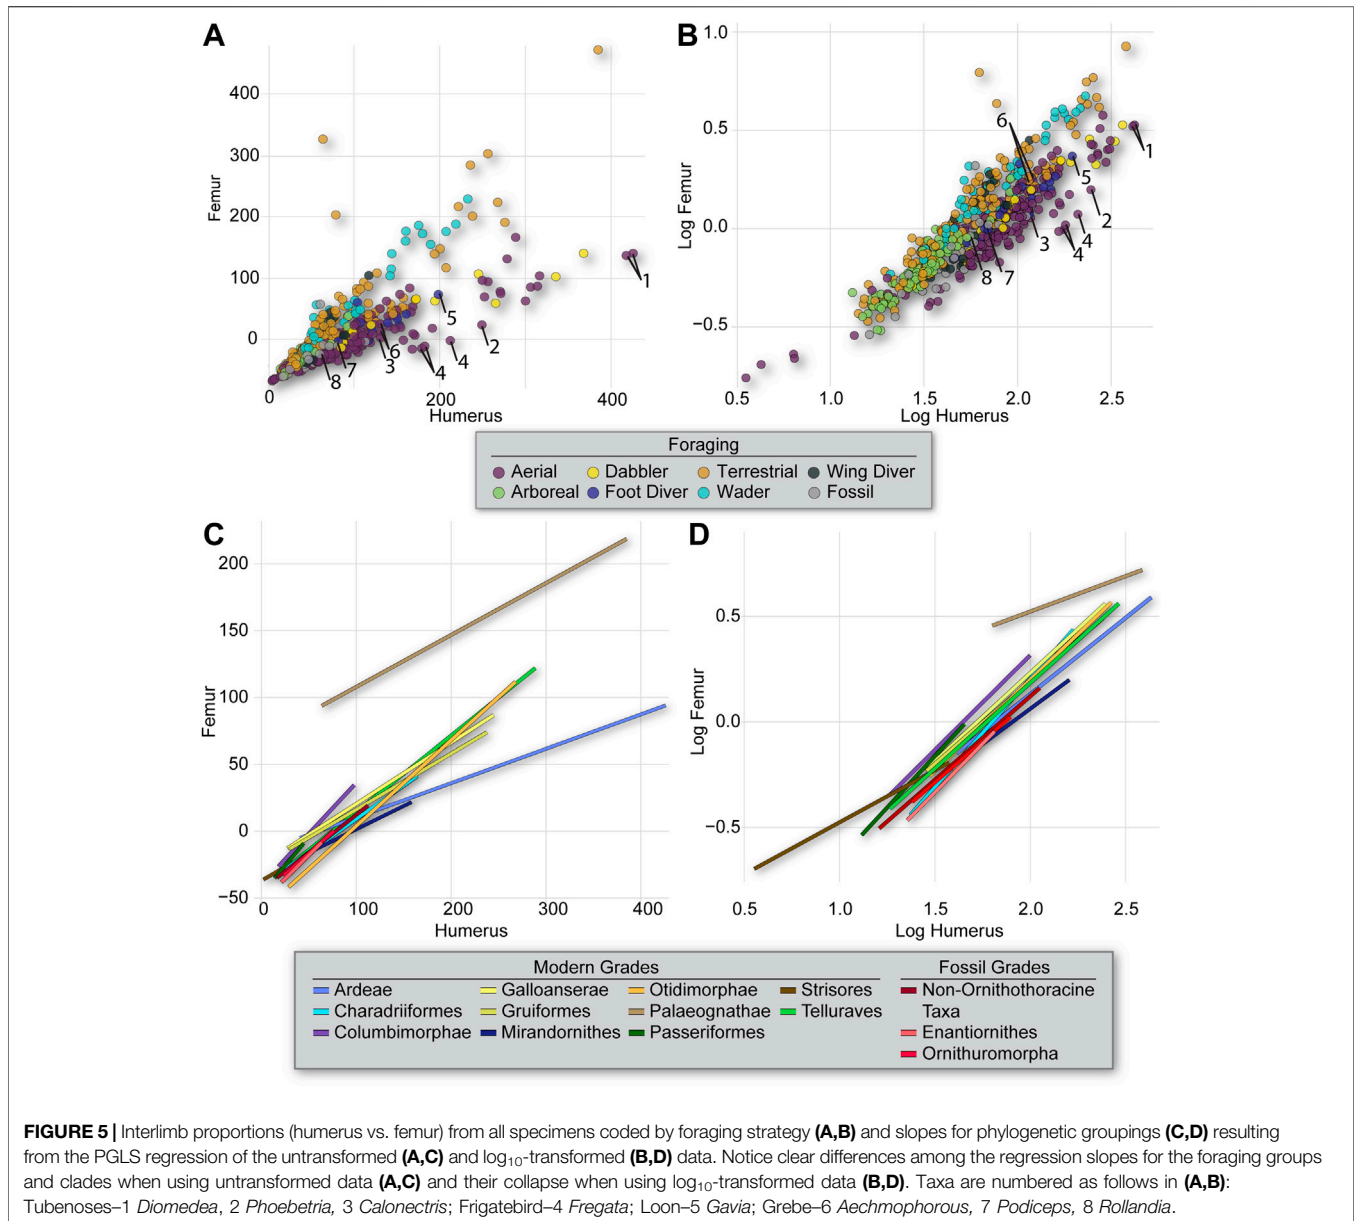 A
B
400
300
200
100
0
Femur
0
200
400
Humerus
1
2
3
4
4
5
6
7
8
1.0
0.5
0.0
−0.5
Log Femur
0.5
1.0
1.5
2.0
2.5
Log Humerus
6
1
5
2
4
4
3
7
8
Foraging
Aerial Dabbler Terrestrial Wing Diver
Arboreal Foot Diver Wader Fossil
C
D
200
150
100
50
0
−50
Femur
0 100 200 300 400
Humerus
0.5
0.0
−0.5
Log Femur
0.5 1.0 1.5 2.0 2.5
Log Humerus
Modern Grades Fossil Grades
Ardeae Galloanserae Otidimorphae Strisores Non-Ornithothoracine
Charadriiformes Gruiformes Palaeognathae Telluraves Taxa
Columbimorphae Mirandornithes Passeriformes Enantiornithes
Ornithuromorpha
FIGURE 5 | Interlimb proportions (humerus vs. femur) from all specimens coded by foraging strategy (A,B) and slopes for phylogenetic groupings (C,D) resulting
from the PGLS regression of the untransformed (A,C) and log10-transformed (B,D) data. Notice clear differences among the regression slopes for the foraging groups
and clades when using untransformed data (A,C) and their collapse when using log10-transformed data (B,D). Taxa are numbered as follows in (A,B):
Tubenoses–1 Diomedea, 2 Phoebetria, 3 Calonectris; Frigatebird–4 Fregata; Loon–5 Gavia; Grebe–6 Aechmophorous, 7 Podiceps, 8 Rollandia.